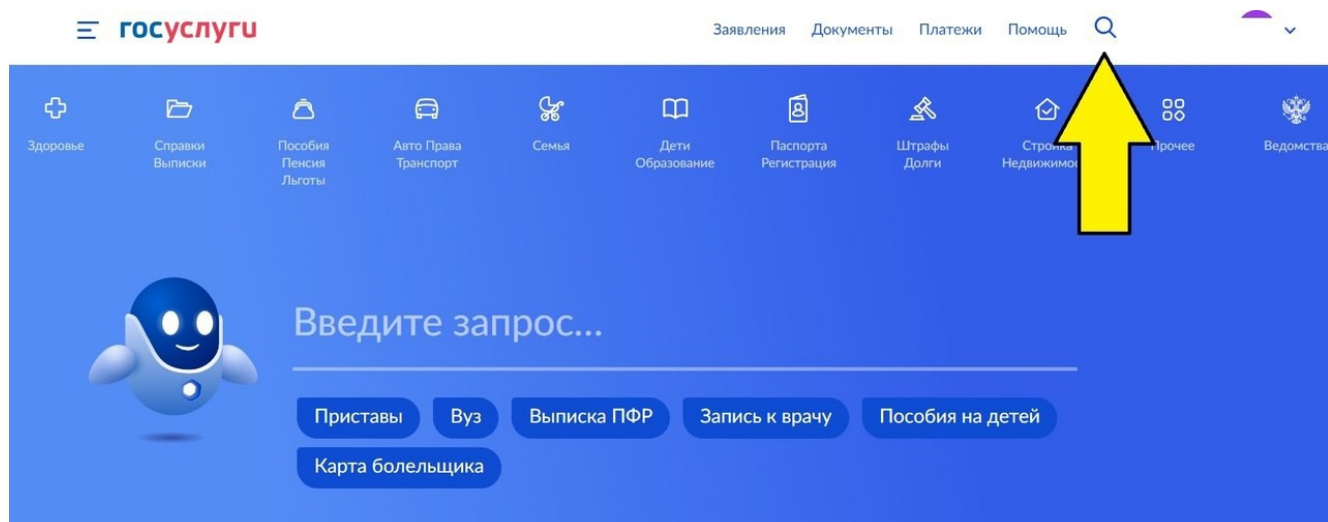 госуслуги
Заявления Документы Платежи Помощь
Здоровье
Справки
Выписки
Пособия
Пенсия
Льготы
Авто Права
Транспорт
Семья
Дети
Образование
Паспорта
Регистрация
Штрафы
Долги
Стройка
Прочее
Ведомства
Введите запрос...
Приставы Вуз Выписка ПФР Запись к врачу Пособия на детей
Карта болельщика